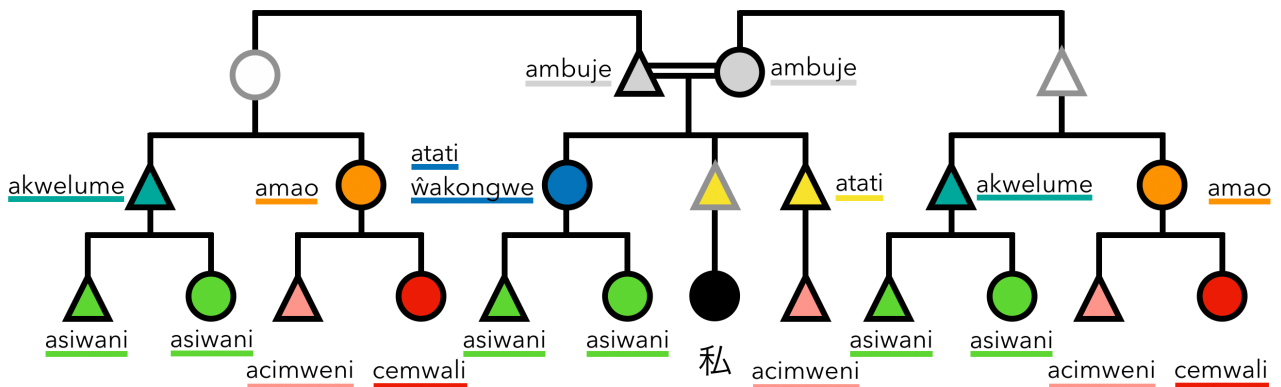 ambuje
ambuje
akwelume
amao
atati
ŵakongwe
atati
akwelume
amao
asiwani
asiwani
acimweni
cemwali
asiwani
asiwani
私
acimweni
asiwani
asiwani
acimweni
cemwali